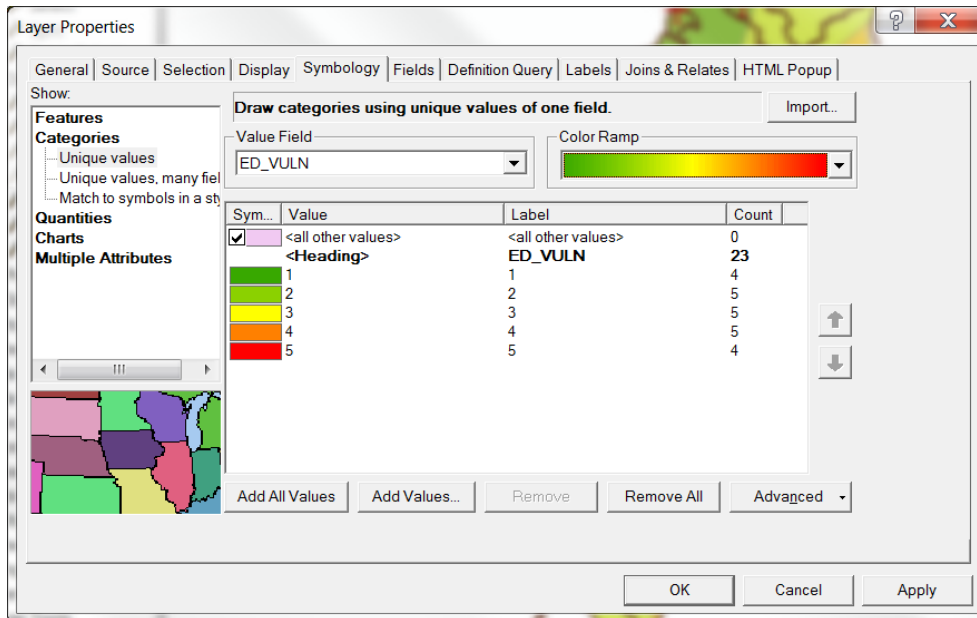 Layer Properties
General Source Selection Display Symbology Fields Definition Query Labels Joins & Relates HTML Popup
Show:
Features
Categories
Unique values
Unique values, many fiel
Match to symbols in a sty
Quantities
Charts
Multiple Attributes
Draw categories using unique values of one field.
Import...
Value Field
ED_VULN
Color Ramp
Sym... Value Label Count
<all other values> <all other values> 0
<Heading> ED_VULN 23
1 1 4
2 2 5
3 3 5
4 4 5
5 5 4
Add All Values Add Values... Remove Remove All Advanced
OK Cancel Apply